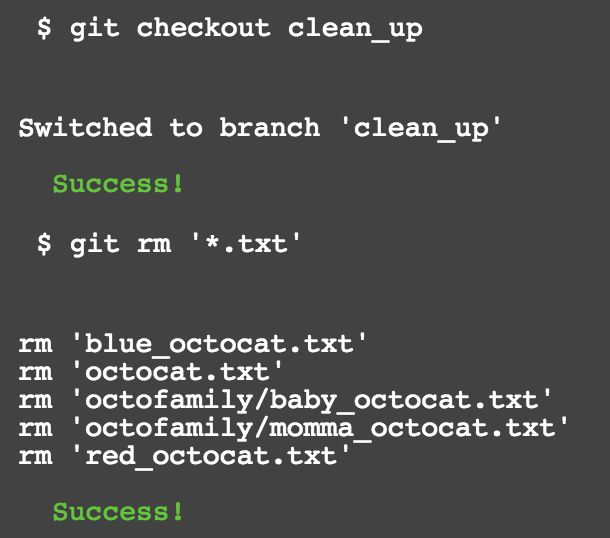 $ git checkout clean_up
Switched to branch 'clean_up'
Success!
$ git rm '*.txt'
rm 'blue_octocat.txt'
rm 'octocat.txt'
rm 'octofamily/baby_octocat.txt'
rm 'octofamily/momma_octocat.txt'
rm 'red_octocat.txt'
Success!